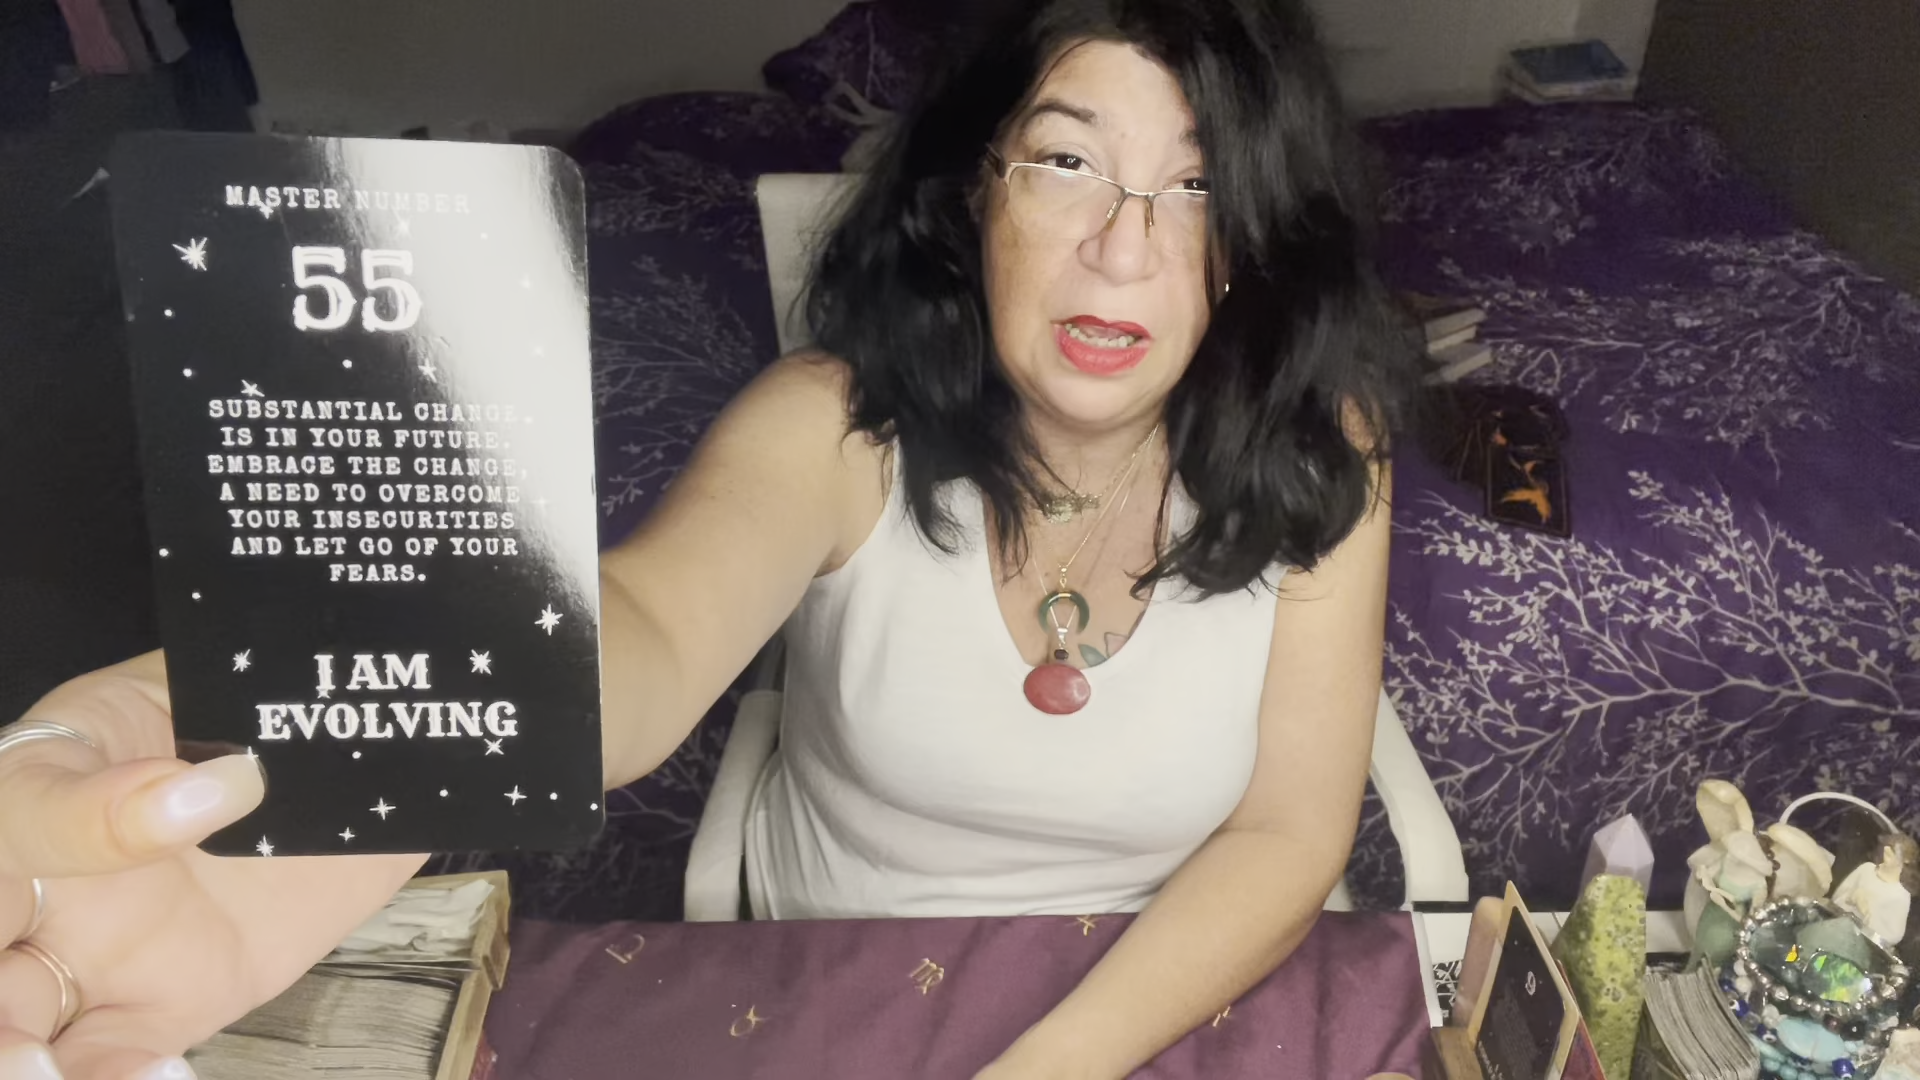 MASTER NUMBER
55
SUBSTANTIAL CHANGE
IS IN YOUR FUTURE.
EMBRACE THE CHANGE,
A NEED TO OVERCOME
YOUR INSECURITIES
AND LET GO OF YOUR
FEARS.
I AM
EVOLVING